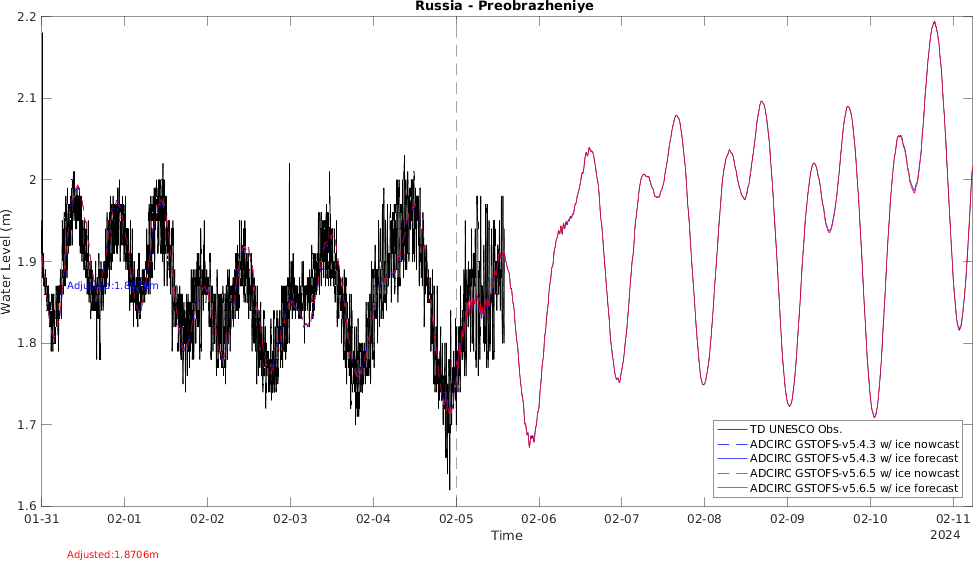 Russia - Preobrazheniye
Water Level (m)
2.2
2.1
2
1.9
1.8
1.7
1.6
TD UNESCO Obs.
ADCIRC GSTOFS-v5.4.3 w/ ice nowcast
ADCIRC GSTOFS-v5.4.3 w/ ice forecast
ADCIRC GSTOFS-v5.6.5 w/ ice nowcast
ADCIRC GSTOFS-v5.6.5 w/ ice forecast
01-31 02-01 02-02 02-03 02-04 02-05 02-06 02-07 02-08 02-09 02-10 02-11
Time
2024
Adjusted:1.8706m